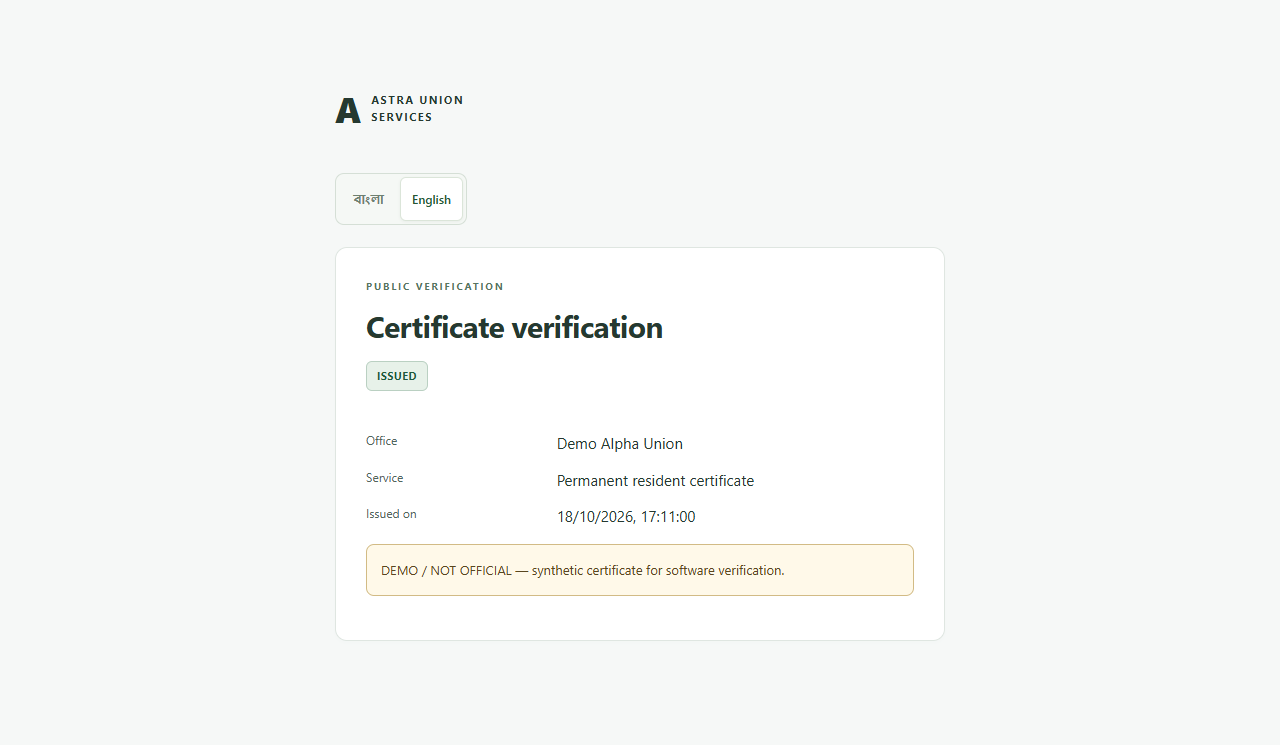 A
ASTRA UNION
SERVICES
বাংলা
English
PUBLIC VERIFICATION
Certificate verification
ISSUED
Office
Demo Alpha Union
Service
Permanent resident certificate
Issued on
18/10/2026, 17:11:00
DEMO / NOT OFFICIAL — synthetic certificate for software verification.